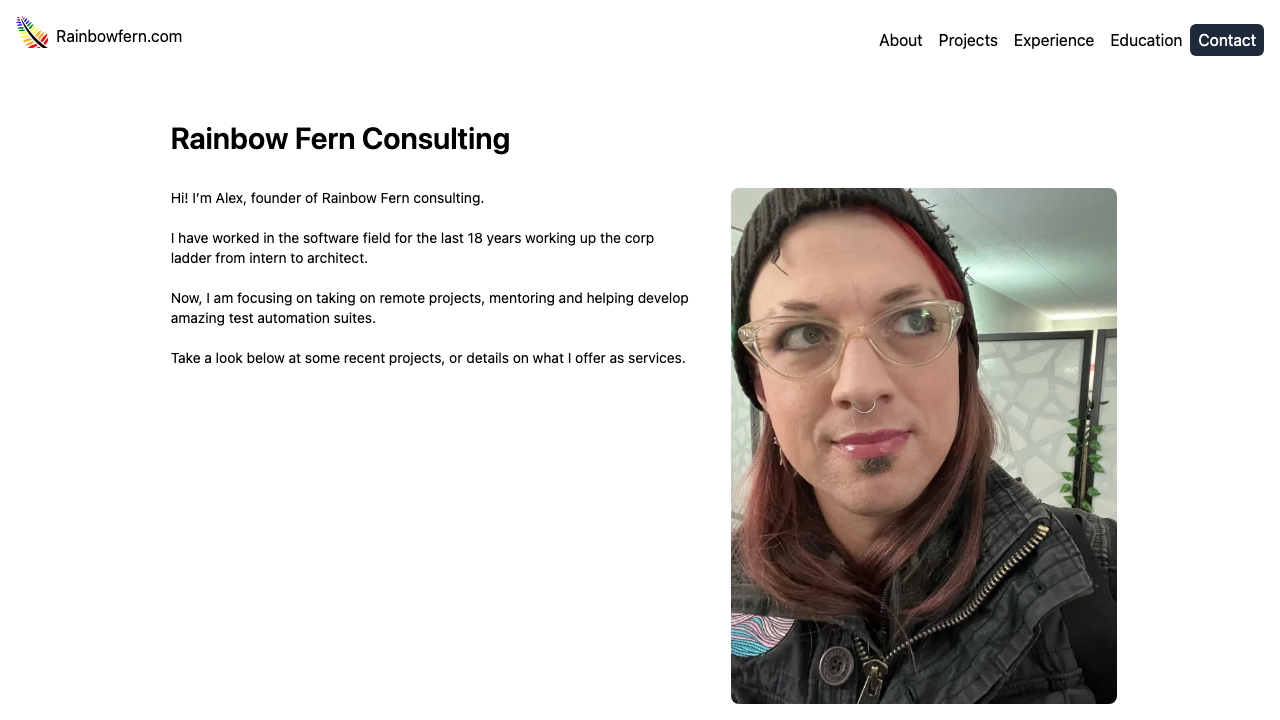 Rainbowfern.com
About Projects Experience Education Contact
Rainbow Fern Consulting
Hi! I’m Alex, founder of Rainbow Fern consulting.
I have worked in the software field for the last 18 years working up the corp
ladder from intern to architect.
Now, I am focusing on taking on remote projects, mentoring and helping develop
amazing test automation suites.
Take a look below at some recent projects, or details on what I offer as services.